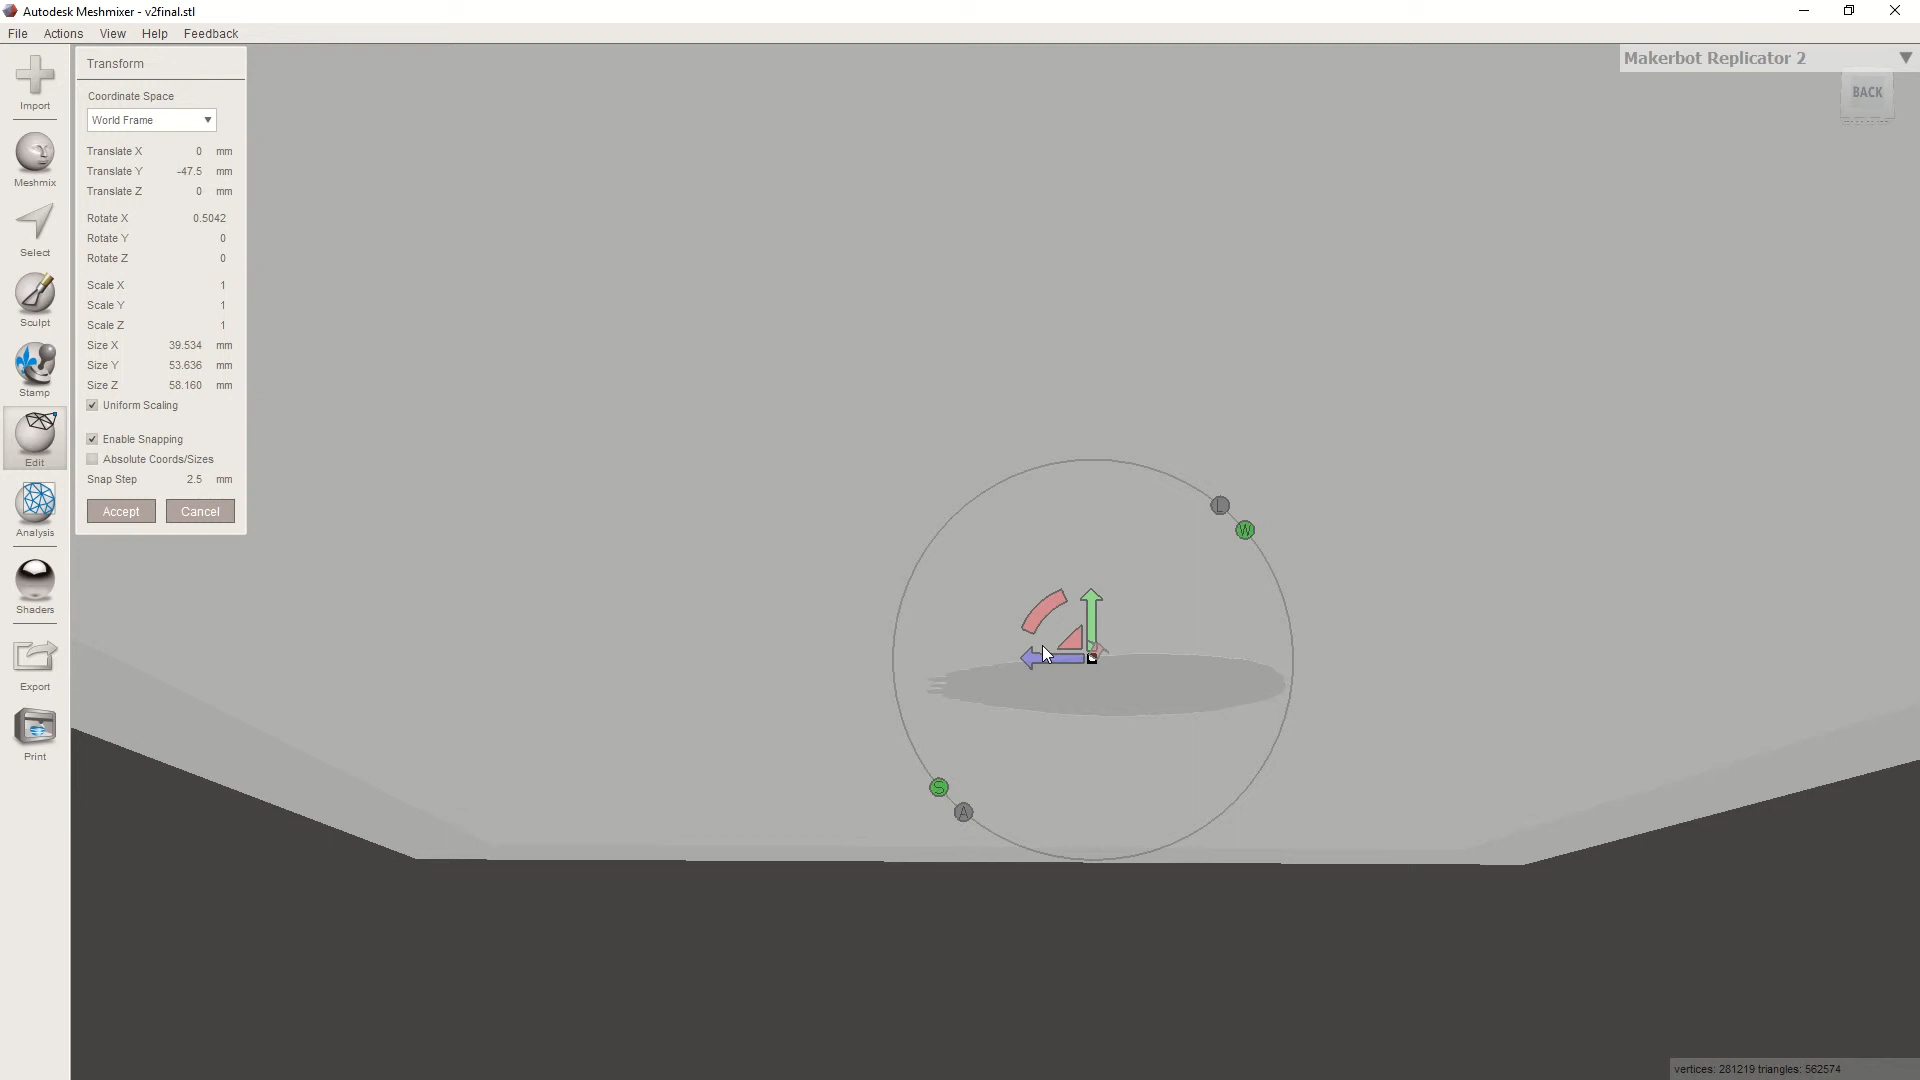 Autodesk Meshmixer - v2final.stl
File Actions View Help Feedback
Makerbot Replicator 2
BACK
Import
Meshmix
Select
Sculpt
Stamp
Edit
Analysis
Shaders
Export
Print
Transform
Coordinate Space
World Frame
Translate X 0 mm
Translate Y -47.5 mm
Translate Z 0 mm
Rotate X 0.5042
Rotate Y 0
Rotate Z 0
Scale X 1
Scale Y 1
Scale Z 1
Size X 39.534 mm
Size Y 53.636 mm
Size Z 58.160 mm
Uniform Scaling
Enable Snapping
Absolute Coords/Sizes
Snap Step 2.5 mm
Accept Cancel
L
W
S
A
vertices: 281219 triangles: 562574